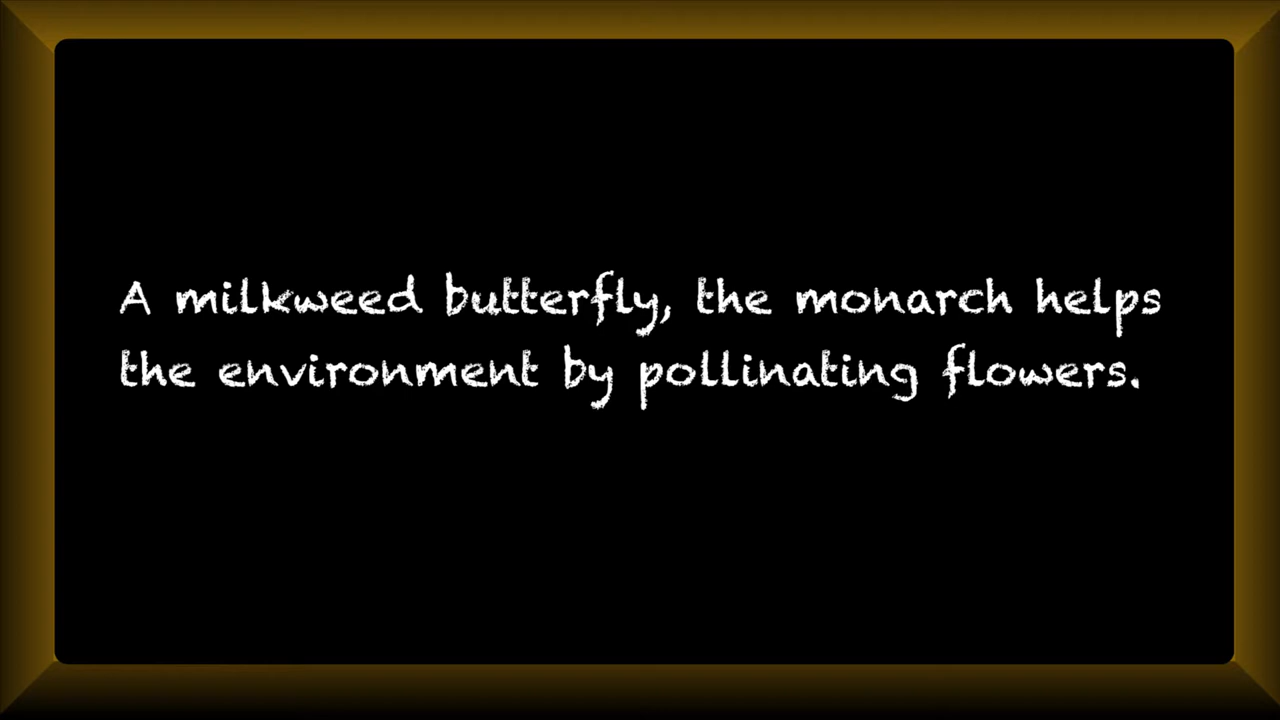 A milkweed butterfly, the monarch helps
the environment by pollinating flowers.